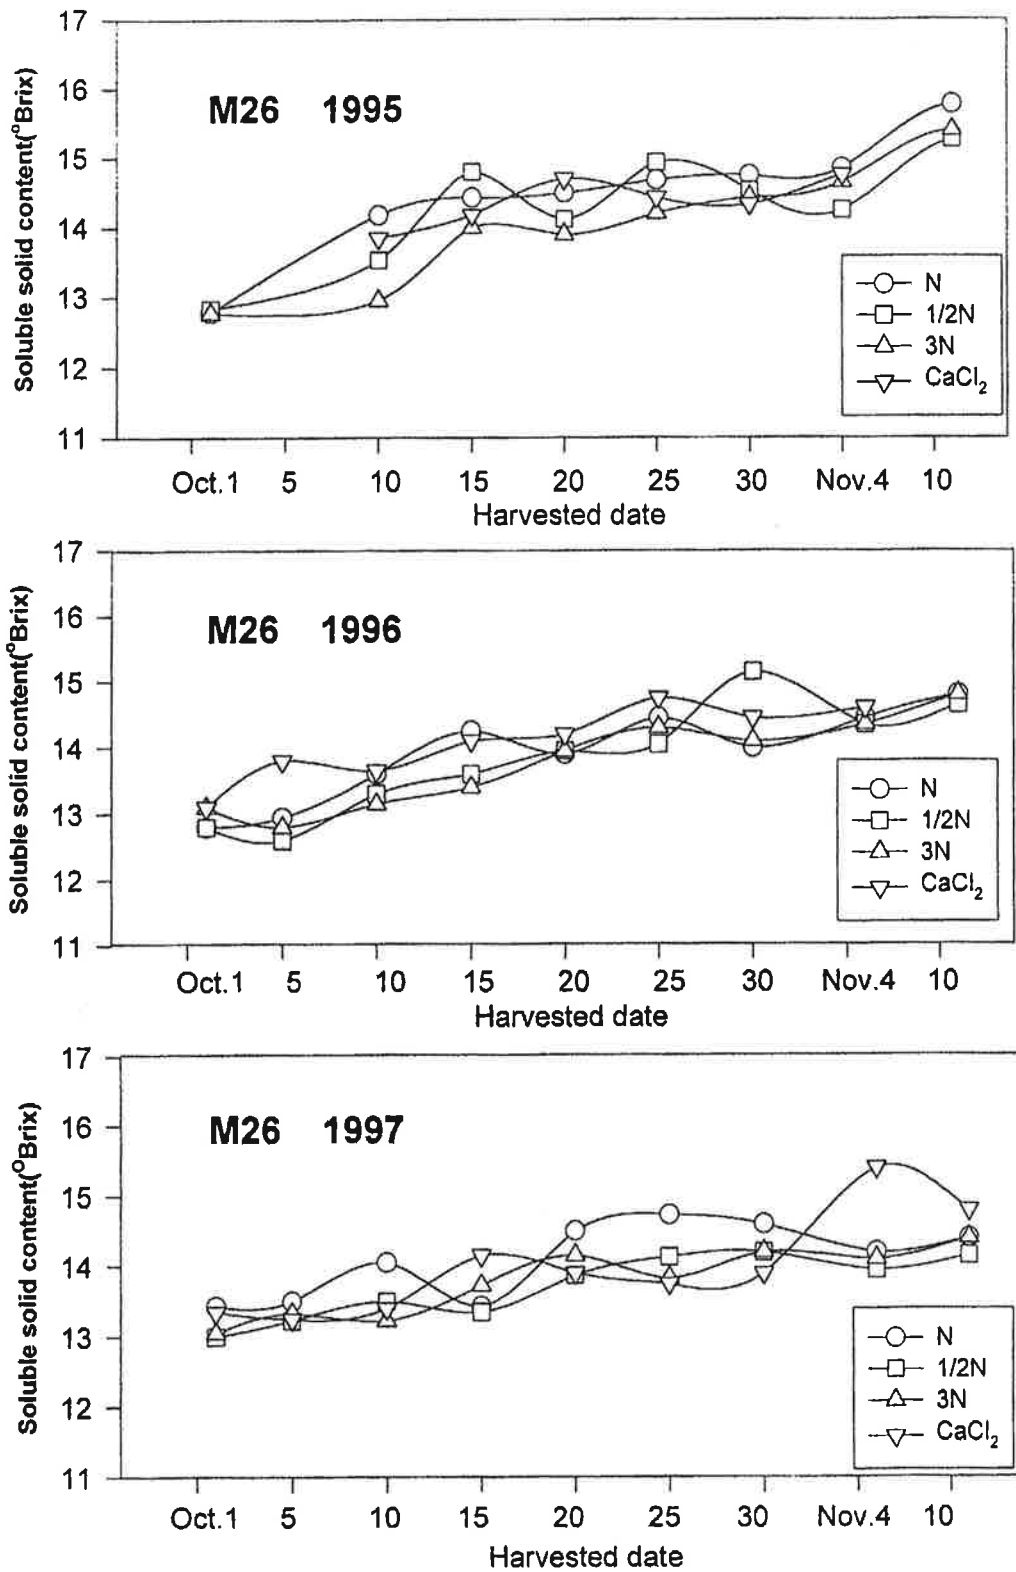 17
16
15
14
13
12
11
Soluble solid content(°Brix)
M26 1995
N
1/2N
3N
CaCl₂
Oct.1 5 10 15 20 25 30 Nov.4 10
Harvested date
17
16
15
14
13
12
11
Soluble solid content(°Brix)
M26 1996
N
1/2N
3N
CaCl₂
Oct.1 5 10 15 20 25 30 Nov.4 10
Harvested date
17
16
15
14
13
12
11
Soluble solid content(°Brix)
M26 1997
N
1/2N
3N
CaCl₂
Oct.1 5 10 15 20 25 30 Nov.4 10
Harvested date